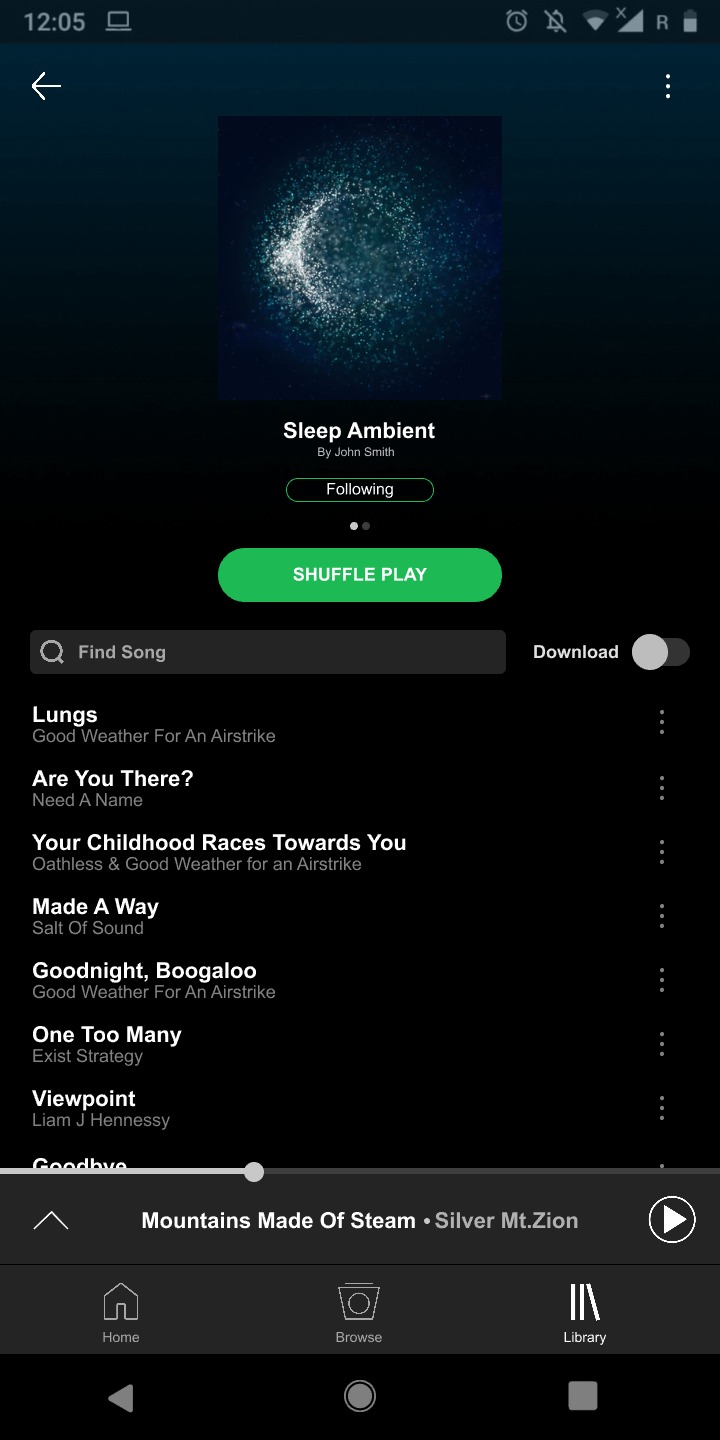 12:05
R
Sleep Ambient
By John Smith
Following
SHUFFLE PLAY
Find Song
Download
Lungs
Good Weather For An Airstrike
Are You There?
Need A Name
Your Childhood Races Towards You
Oathless & Good Weather for an Airstrike
Made A Way
Salt Of Sound
Goodnight, Boogaloo
Good Weather For An Airstrike
One Too Many
Exist Strategy
Viewpoint
Liam J Hennessy
Goodbye
Mountains Made Of Steam • Silver Mt.Zion
Home
Browse
Library